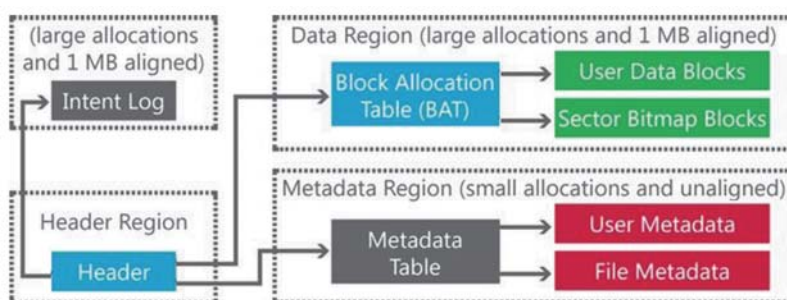 (large allocations
and 1 MB aligned)
Intent Log
Data Region (large allocations and 1 MB aligned)
Block Allocation
Table (BAT)
User Data Blocks
Sector Bitmap Blocks
Header Region
Header
Metadata Region (small allocations and unaligned)
Metadata
Table
User Metadata
File Metadata